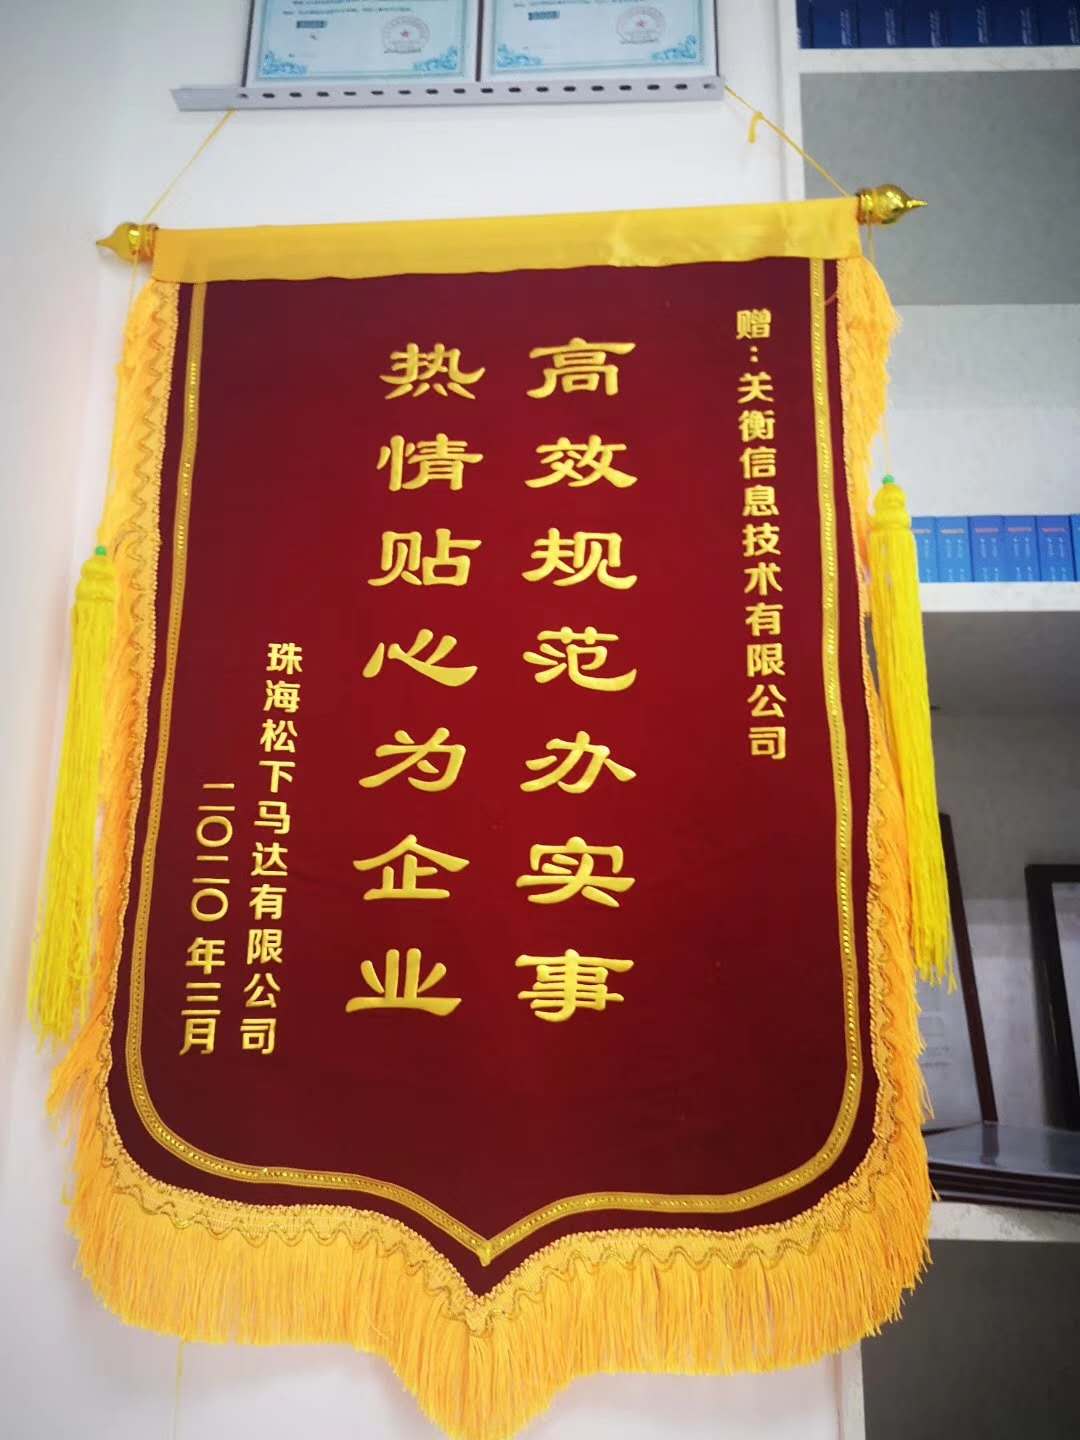 赠：关衡信息技术有限公司
高效规范办实事
热情贴心为企业
珠海松下马达有限公司
二〇二〇年三月